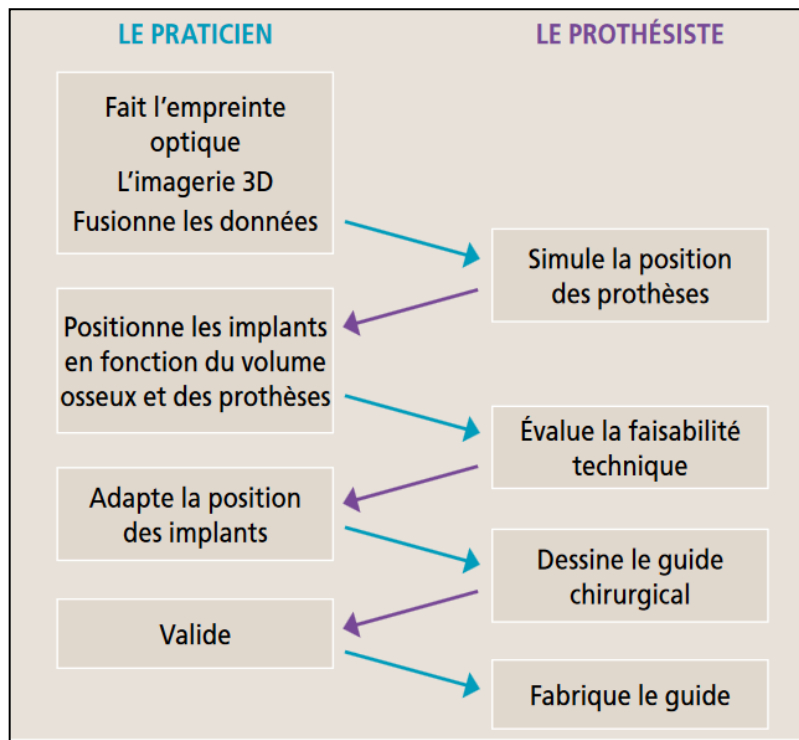 LE PRATICIEN
LE PROTHÉSISTE
Fait l’empreinte
optique
L’imagerie 3D
Fusionne les données
Simule la position
des prothèses
Positionne les implants
en fonction du volume
osseux et des prothèses
Évalue la faisabilité
technique
Adapte la position
des implants
Dessine le guide
chirurgical
Valide
Fabrique le guide